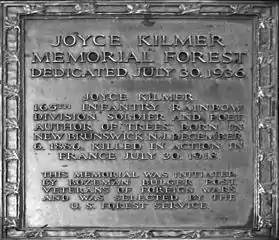 JOYCE KILMER
MEMORIAL FOREST
DEDICATED, JULY 30, 1936
JOYCE KILMER
165TH INFANTRY RAINBOW
DIVISION, SOLDIER AND POET
AUTHOR OF "TREES" BORN IN
NEW BRUNSWICK N.J. DECEMBER
6, 1886, KILLED IN ACTION IN
FRANCE JULY 30, 1918
THIS MEMORIAL WAS INITIATED
BY BOZEMAN BULGER POST,
VETERANS OF FOREIGN WARS,
AND WAS SELECTED BY THE
U. S. FOREST SERVICE.